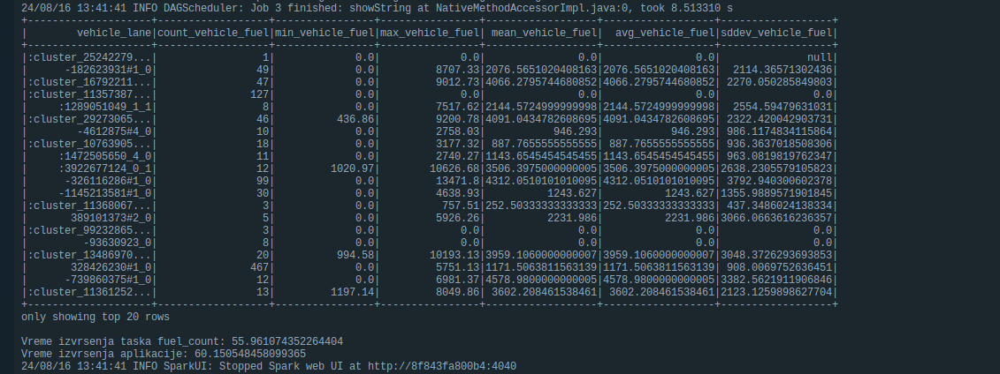 24/08/16 13:41:41 INFO DAGScheduler: Job 3 finished: showString at NativeMethodAccessorImpl.java:0, took 8.513310 s
+-------------------+------------------+----------------+----------------+------------------+------------------+------------------+
|       vehicle_lane|count_vehicle_fuel|min_vehicle_fuel|max_vehicle_fuel| mean_vehicle_fuel|  avg_vehicle_fuel|sddev_vehicle_fuel|
+-------------------+------------------+----------------+----------------+------------------+------------------+------------------+
|:cluster_25242279...|                 1|             0.0|             0.0|               0.0|               0.0|              null|
|      -182623931#1_0|                49|             0.0|         8707.33|2076.5651020408163|2076.5651020408163|  2114.36571302436|
|:cluster_16792211...|                47|             0.0|         9012.73|4066.2795744680852|4066.2795744680852| 2270.050285849803|
|:cluster_11357387...|               127|             0.0|             0.0|               0.0|               0.0|               0.0|
|     :1289051049_1_1|                 8|             0.0|         7517.62|2144.5724999999998|2144.5724999999998|  2554.59479631031|
|:cluster_29273065...|                46|          436.86|         9200.78|4091.0434782608695|4091.0434782608695| 2322.420042903731|
|        -4612875#4_0|                10|             0.0|         2758.03|           946.293|           946.293| 986.1174834115864|
|:cluster_10763905...|                18|             0.0|         3177.32| 887.7655555555555| 887.7655555555555| 936.3637018508306|
|     :1472505650_4_0|                11|             0.0|         2740.27|1143.6545454545455|1143.6545454545455| 963.0819819762347|
|     :3922677124_0_1|                12|         1020.97|        10626.68|3506.3975000000005|3506.3975000000005|2638.2305579105823|
|      -326116286#1_0|                99|             0.0|         13471.8|4312.0510101010095|4312.0510101010095| 3792.940300602378|
|     -1145213581#1_0|                30|             0.0|         4638.93|          1243.627|          1243.627|1355.9889571901845|
|:cluster_11368067...|                 3|             0.0|          757.51|252.50333333333333|252.50333333333333| 437.3486024138334|
|       389101373#2_0|                 5|             0.0|         5926.26|          2231.986|          2231.986|3066.0663616236357|
|:cluster_99232865...|                 3|             0.0|             0.0|               0.0|               0.0|               0.0|
|         -93630923_0|                 8|             0.0|             0.0|               0.0|               0.0|               0.0|
|:cluster_13486970...|                20|          994.58|        10193.13|3959.1060000000007|3959.1060000000007|3048.3726293693853|
|       328426230#1_0|               467|             0.0|         5751.13|1171.5063811563139|1171.5063811563139| 908.0069752636451|
|      -739860375#1_0|                12|             0.0|         6981.37|4578.9800000000005|4578.9800000000005|3382.5621911906846|
|:cluster_11361252...|                13|         1197.14|         8049.86| 3602.208461538461| 3602.208461538461|2123.1259898627704|
+-------------------+------------------+----------------+----------------+------------------+------------------+------------------+
only showing top 20 rows
Vreme izvrsenja taska fuel_count: 55.961074352264404
Vreme izvrsenja aplikacije: 60.150548458099365
24/08/16 13:41:41 INFO SparkUI: Stopped Spark web UI at http://8f843fa800b4:4040